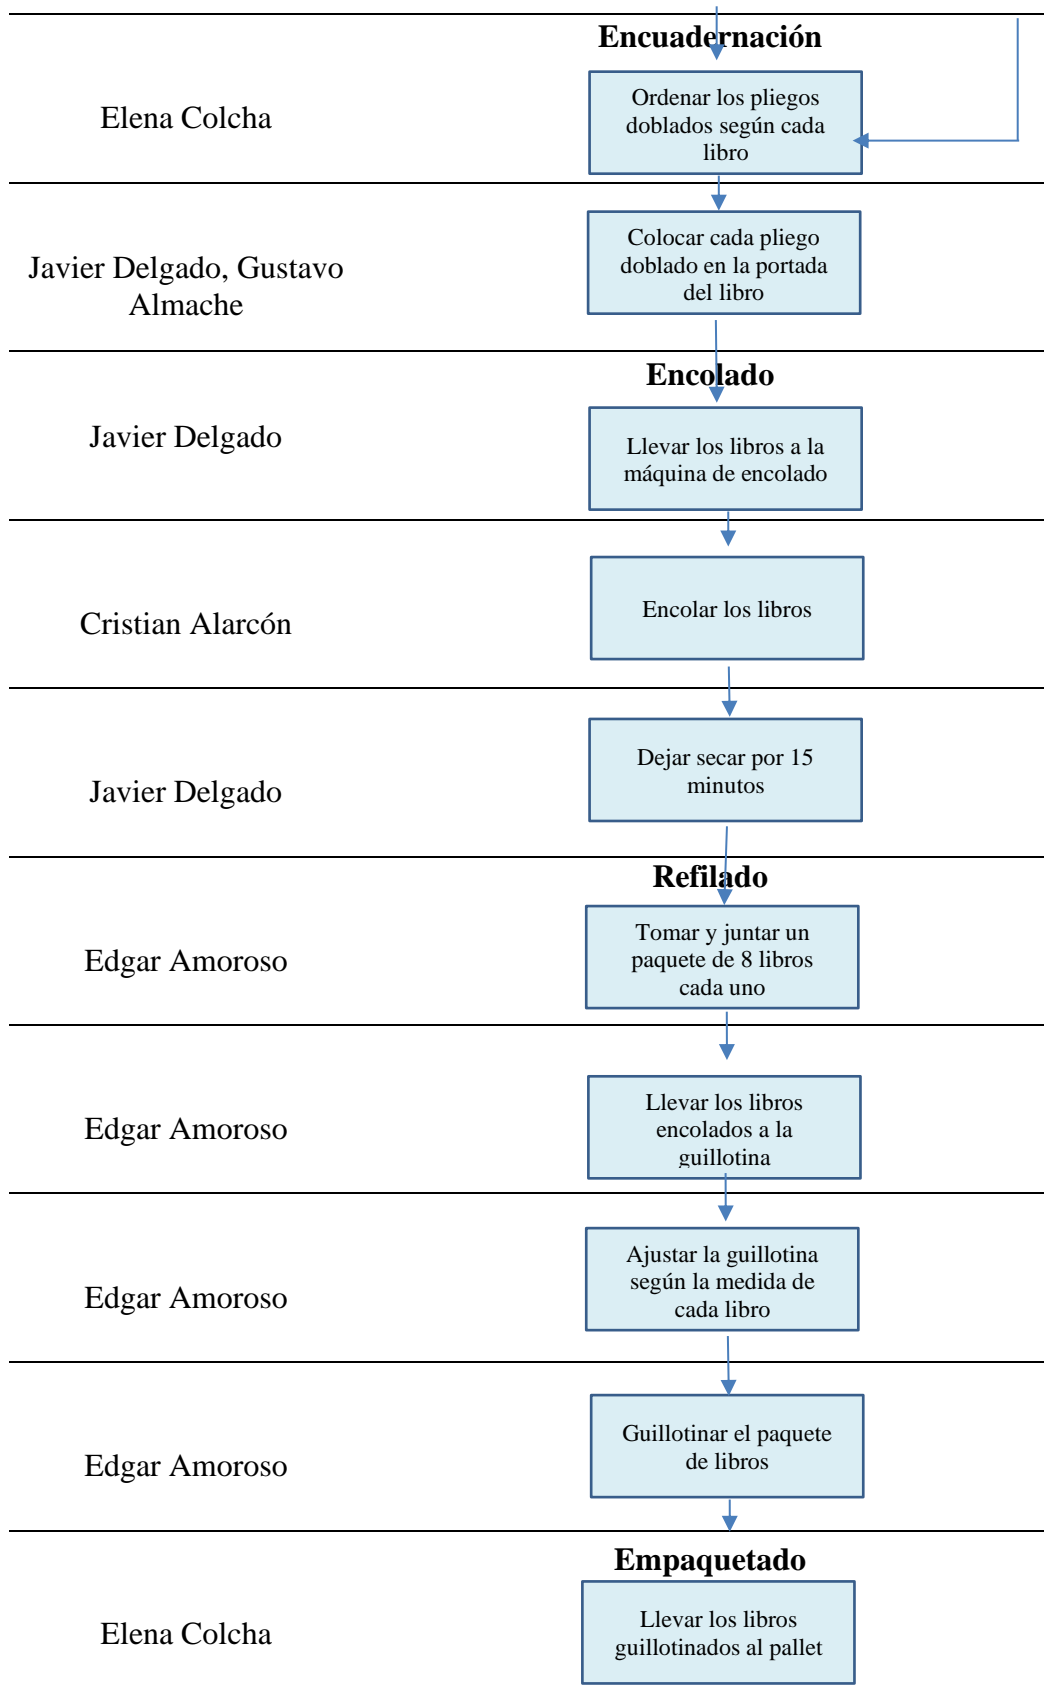 Encuadernación
Elena Colcha
Ordenar los pliegos
doblados según cada
libro
Javier Delgado, Gustavo
Almache
Colocar cada pliego
doblado en la portada
del libro
Encolado
Javier Delgado
Llevar los libros a la
máquina de encolado
Cristian Alarcón
Encolar los libros
Javier Delgado
Dejar secar por 15
minutos
Refilado
Edgar Amoroso
Tomar y juntar un
paquete de 8 libros
cada uno
Edgar Amoroso
Llevar los libros
encolados a la
guillotina
Edgar Amoroso
Ajustar la guillotina
según la medida de
cada libro
Edgar Amoroso
Guillotinar el paquete
de libros
Empaquetado
Elena Colcha
Llevar los libros
guillotinados al pallet